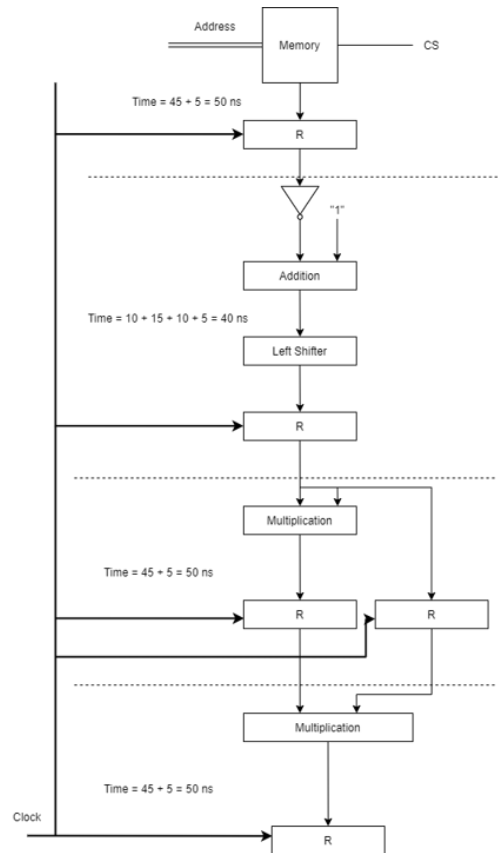 Address
Memory
CS
Time = 45 + 5 = 50 ns
R
"1"
Addition
Time = 10 + 15 + 10 + 5 = 40 ns
Left Shifter
R
Multiplication
Time = 45 + 5 = 50 ns
R
R
Multiplication
Time = 45 + 5 = 50 ns
Clock
R